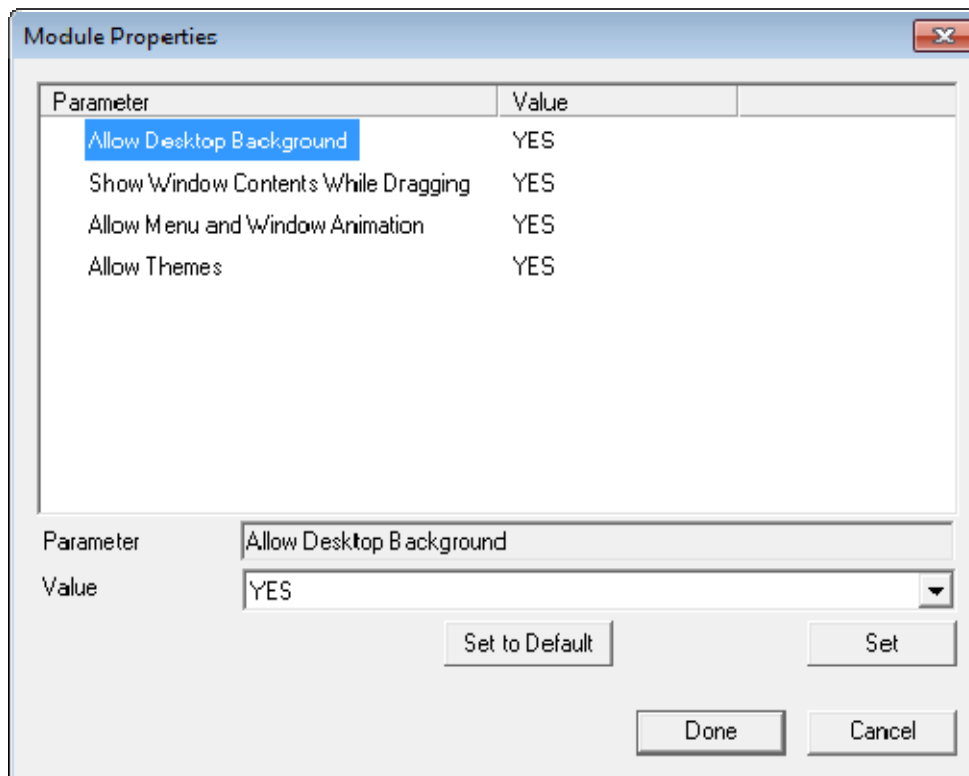 Module Properties
Parameter Value
Allow Desktop Background YES
Show Window Contents While Dragging YES
Allow Menu and Window Animation YES
Allow Themes YES
Parameter Allow Desktop Background
Value YES
Set to Default Set
Done Cancel